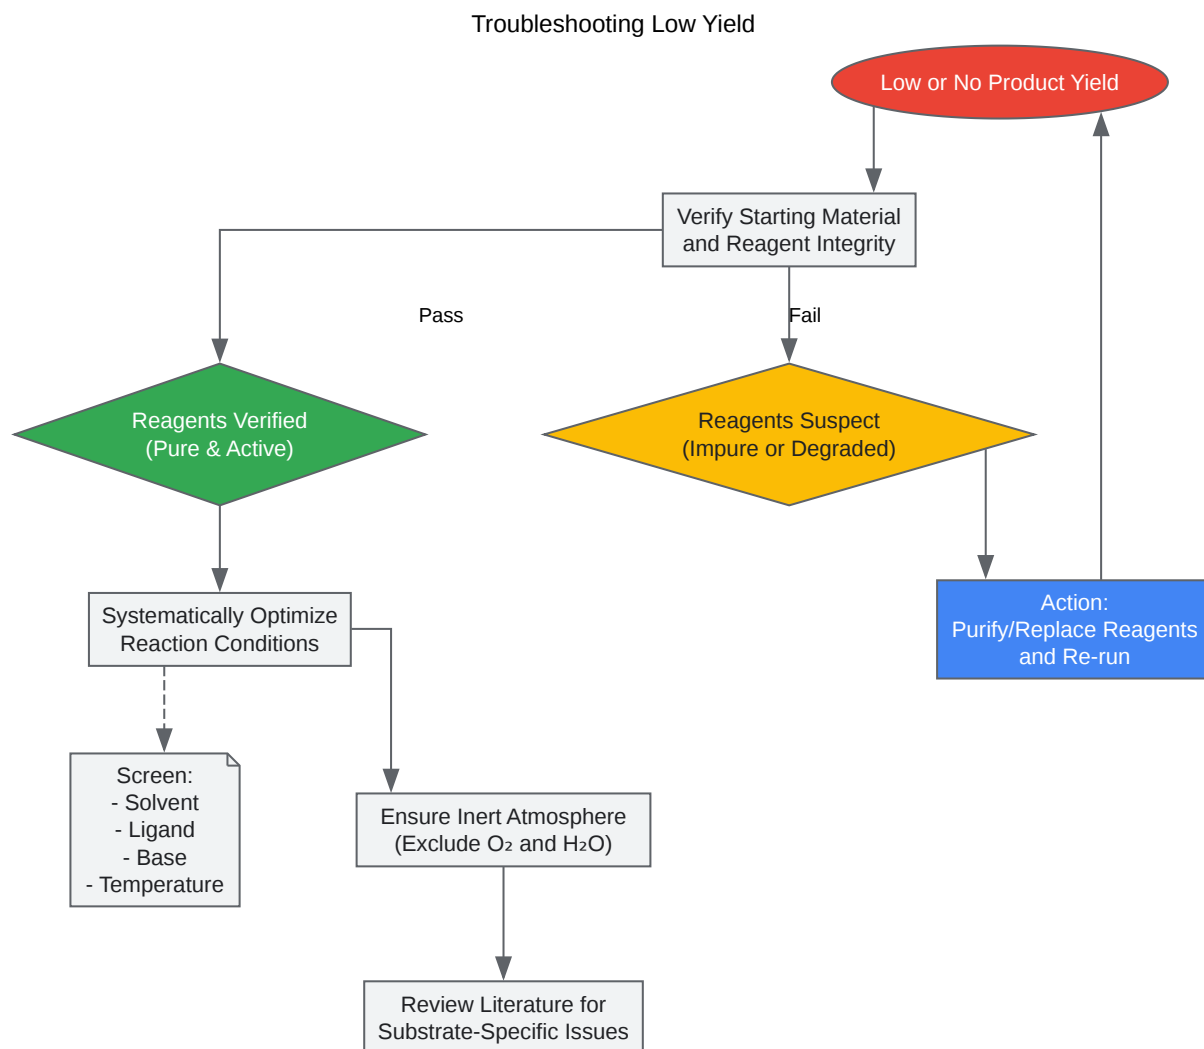 Troubleshooting Low Yield
Low or No Product Yield
Verify Starting Material
and Reagent Integrity
Pass
Fail
Reagents Verified
(Pure & Active)
Reagents Suspect
(Impure or Degraded)
Systematically Optimize
Reaction Conditions
Action:
Purify/Replace Reagents
and Re-run
Screen:
- Solvent
- Ligand
- Base
- Temperature
Ensure Inert Atmosphere
(Exclude O₂ and H₂O)
Review Literature for
Substrate-Specific Issues